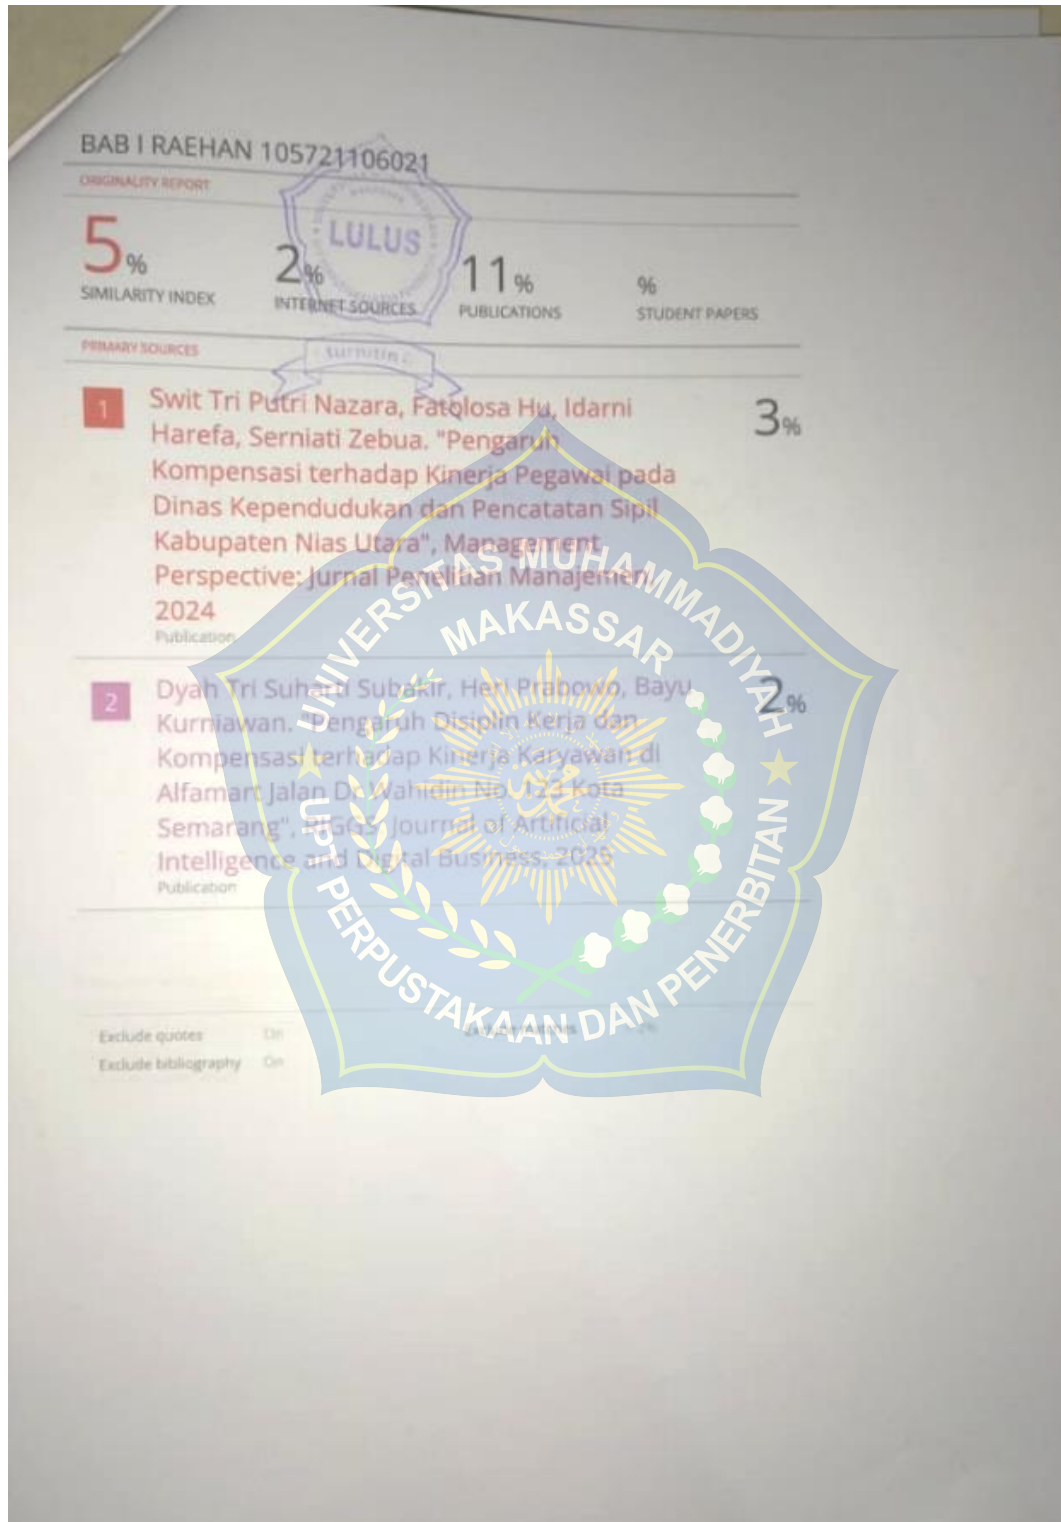 BAB I RAEHAN 105721106021
ORIGINALITY REPORT
5%
SIMILARITY INDEX
2%
INTERNET SOURCES
11%
PUBLICATIONS
%
STUDENT PAPERS
LULUS
turnitin
PRIMARY SOURCES
1
Swit Tri Putri Nazara, Fatolosa Hu, Idarni
Harefa, Serniati Zebua. "Pengaruh
Kompensasi terhadap Kinerja Pegawai pada
Dinas Kependudukan dan Pencatatan Sipil
Kabupaten Nias Utara", Management
Perspective: Jurnal Penelitian Manajemen,
2024
Publication
3%
2
Dyah Tri Suharti Subakir, Heri Prabowo, Bayu
Kurniawan. "Pengaruh Disiplin Kerja dan
Kompensasi terhadap Kinerja Karyawan di
Alfamart Jalan Dr Wahidin No. 123 Kota
Semarang", RIGGS: Journal of Artificial
Intelligence and Digital Business, 2025
Publication
2%
Exclude quotes On
Exclude bibliography On
Exclude matches
UNIVERSITAS MUHAMMADIYAH
MAKASSAR
UPT PERPUSTAKAAN DAN PENERBITAN